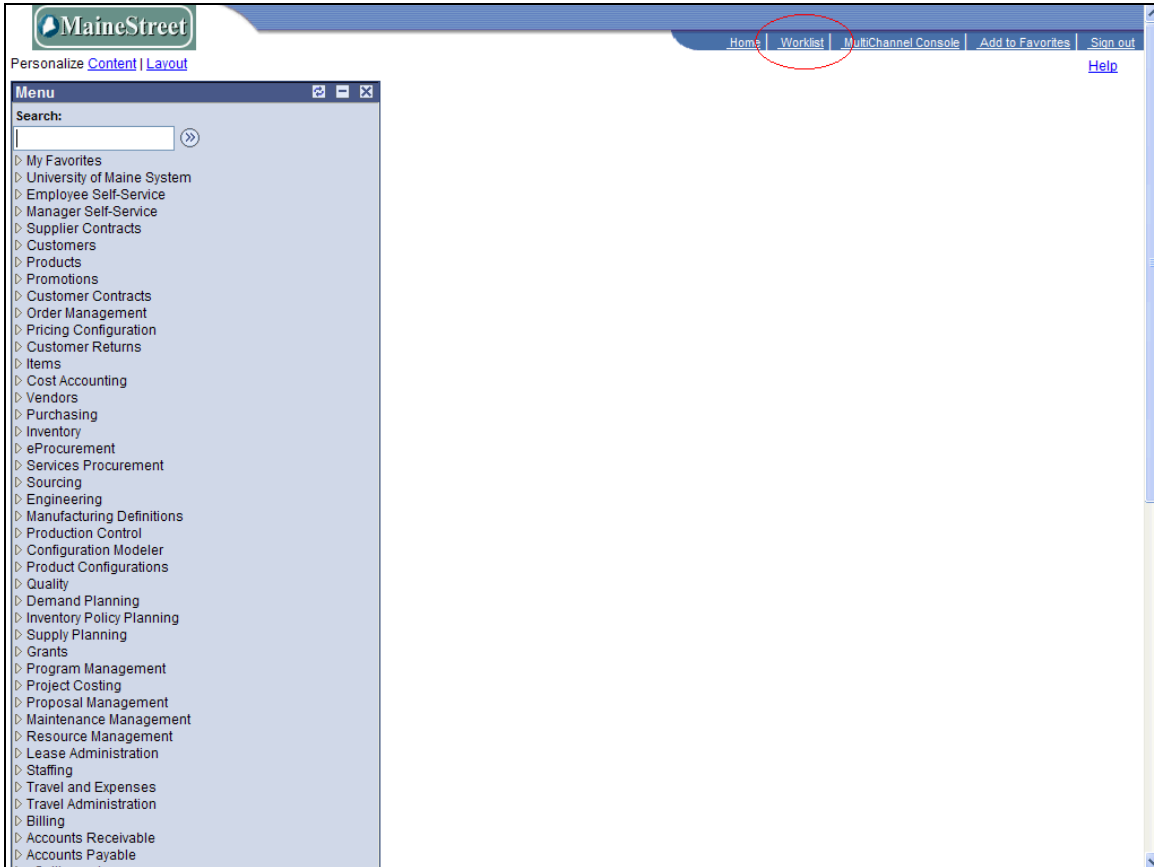 MaineStreet
Home Worklist MultiChannel Console Add to Favorites Sign out
Personalize Content | Layout
Help
Menu
Search:
My Favorites
University of Maine System
Employee Self-Service
Manager Self-Service
Supplier Contracts
Customers
Products
Promotions
Customer Contracts
Order Management
Pricing Configuration
Customer Returns
Items
Cost Accounting
Vendors
Purchasing
Inventory
eProcurement
Services Procurement
Sourcing
Engineering
Manufacturing Definitions
Production Control
Configuration Modeler
Product Configurations
Quality
Demand Planning
Inventory Policy Planning
Supply Planning
Grants
Program Management
Project Costing
Proposal Management
Maintenance Management
Resource Management
Lease Administration
Staffing
Travel and Expenses
Travel Administration
Billing
Accounts Receivable
Accounts Payable